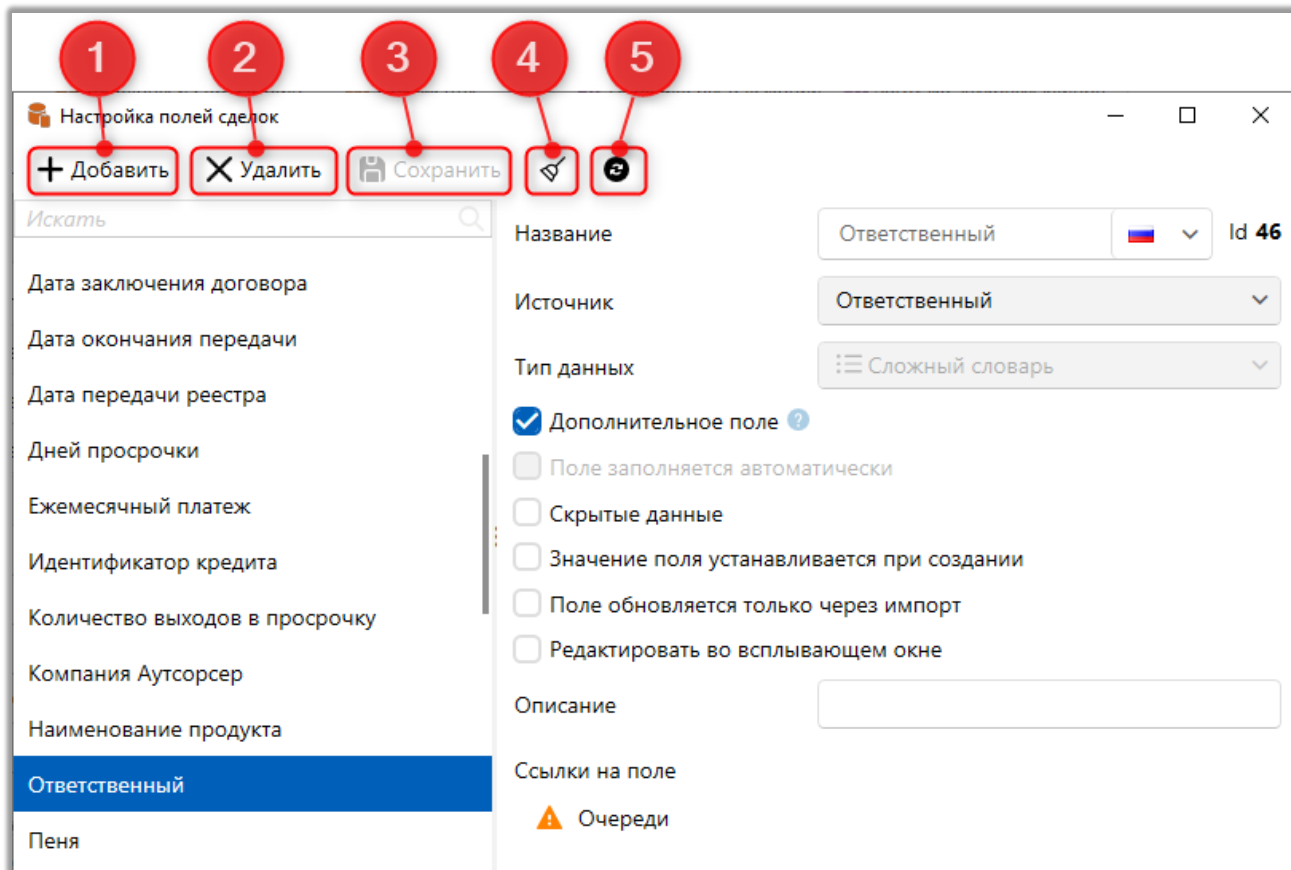 1 2 3 4 5
Настройка полей сделок
Добавить Удалить Сохранить
Искать
Дата заключения договора
Дата окончания передачи
Дата передачи реестра
Дней просрочки
Ежемесячный платеж
Идентификатор кредита
Количество выходов в просрочку
Компания Аутсорсер
Наименование продукта
Ответственный
Пеня
Название Ответственный Id 46
Источник Ответственный
Тип данных Сложный словарь
Дополнительное поле ?
Поле заполняется автоматически
Скрытые данные
Значение поля устанавливается при создании
Поле обновляется только через импорт
Редактировать во всплывающем окне
Описание
Ссылки на поле
Очереди